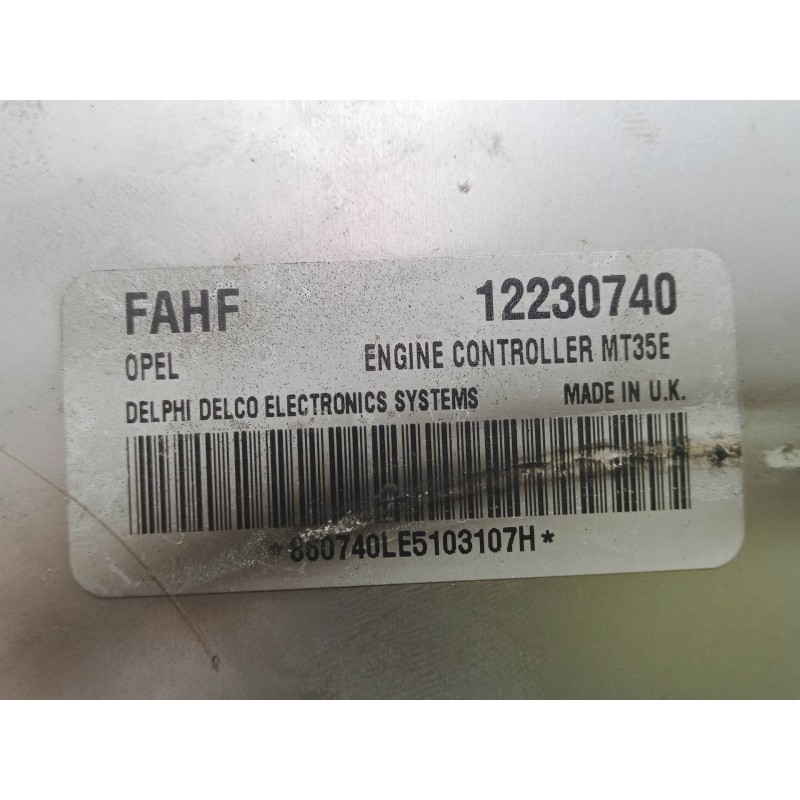 FAHF 12230740
OPEL ENGINE CONTROLLER MT35E
DELPHI DELCO ELECTRONICS SYSTEMS MADE IN U.K.
*860740LE5103107H*